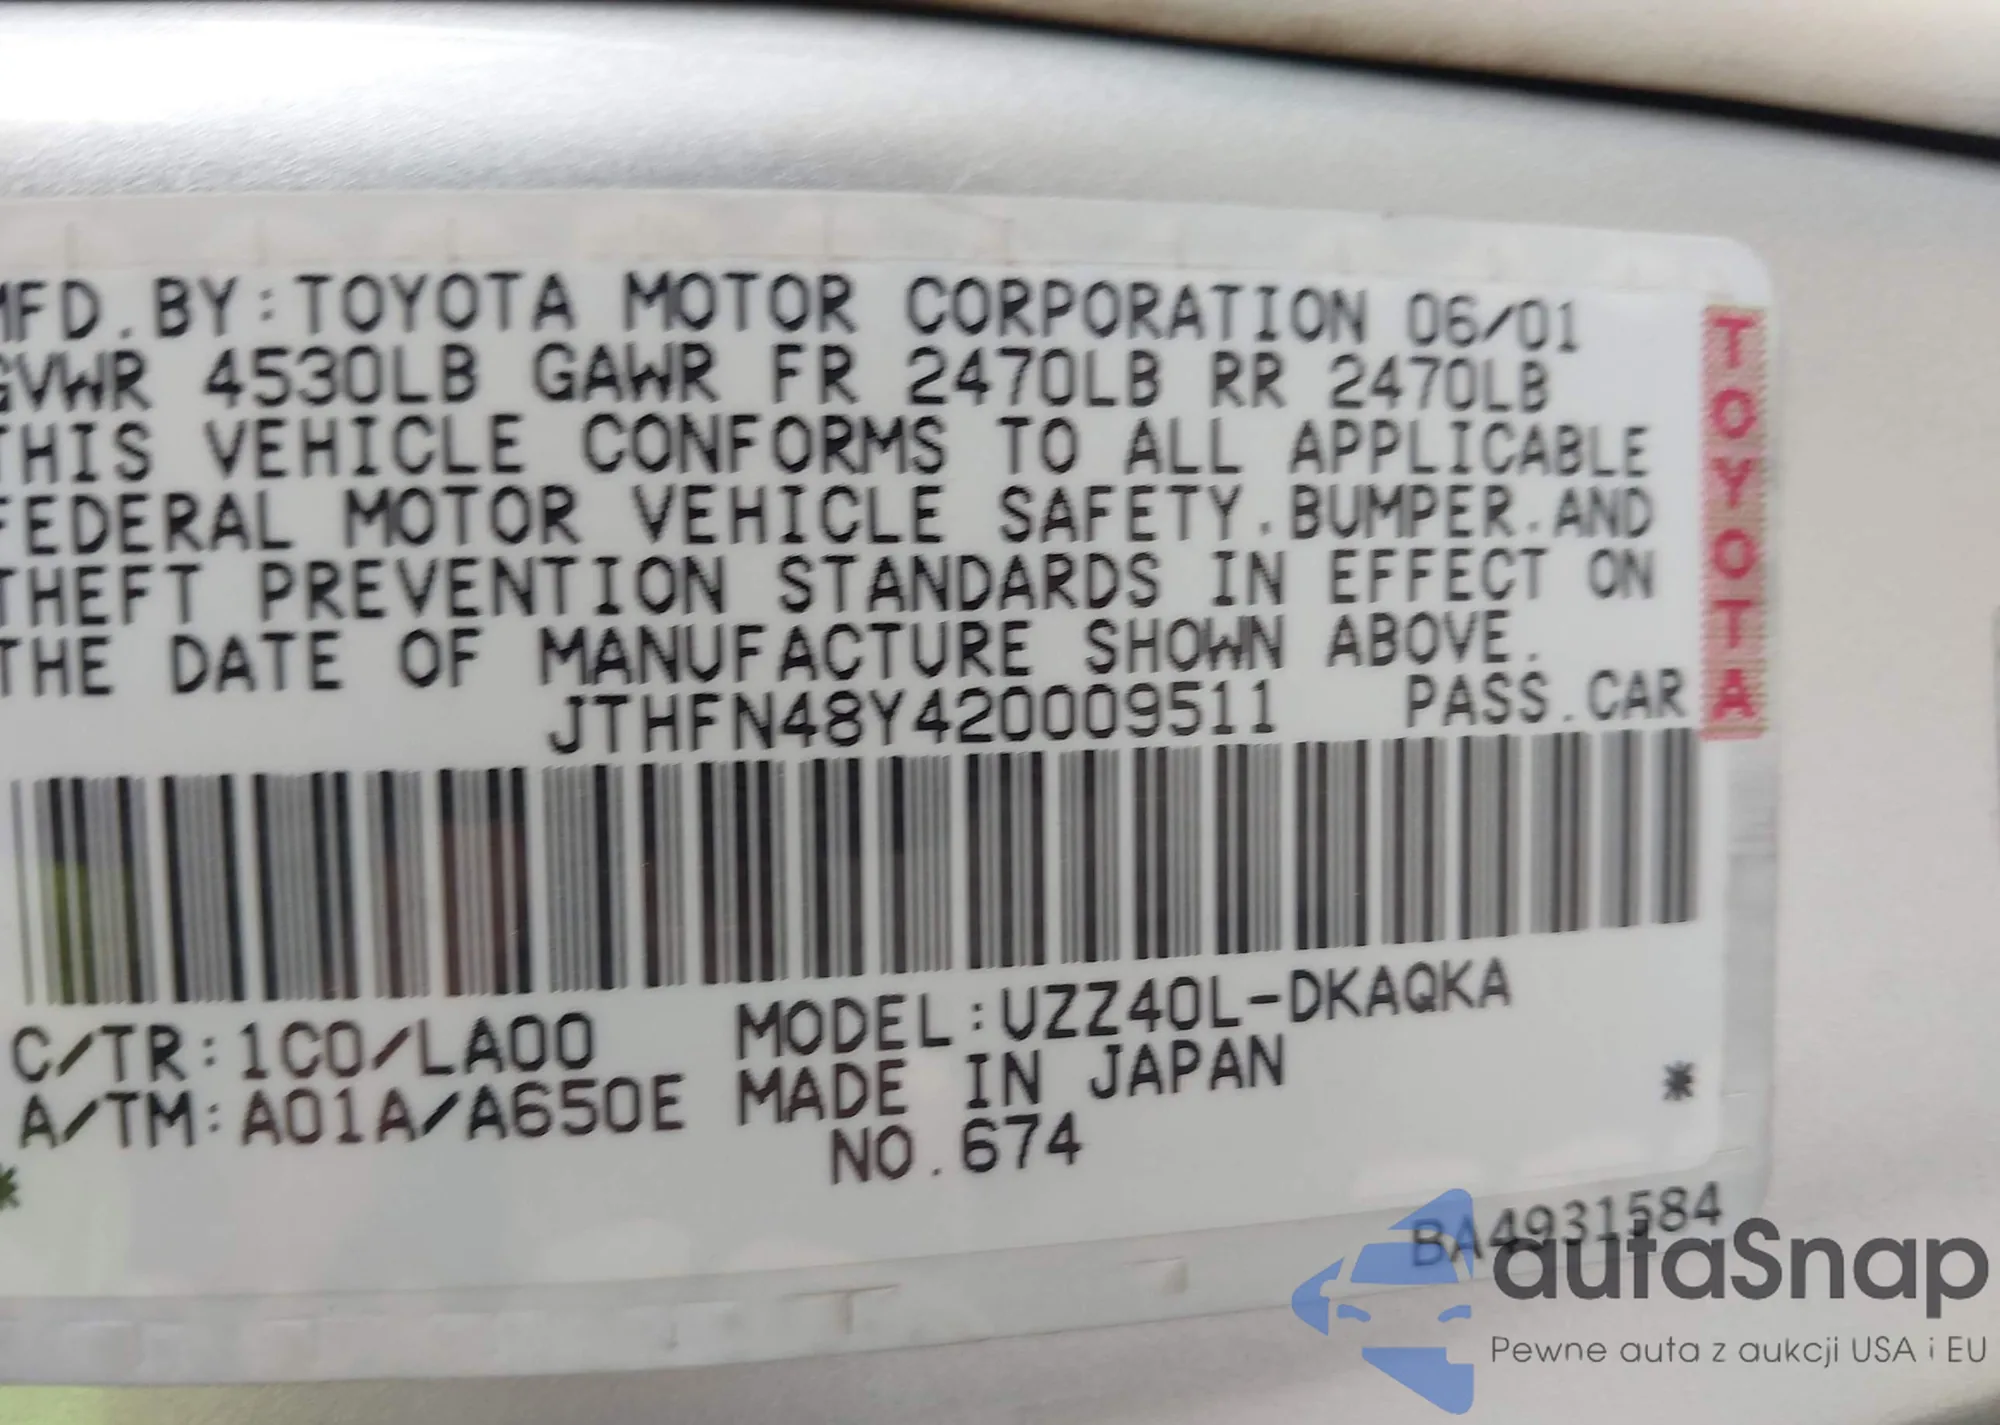 MFD.BY:TOYOTA MOTOR CORPORATION 06/01
GVWR 4530LB GAWR FR 2470LB RR 2470LB
THIS VEHICLE CONFORMS TO ALL APPLICABLE
FEDERAL MOTOR VEHICLE SAFETY.BUMPER.AND
THEFT PREVENTION STANDARDS IN EFFECT ON
THE DATE OF MANUFACTURE SHOWN ABOVE.
JTHFN48Y420009511 PASS.CAR
TOYOTA
C/TR:1C0/LA00 MODEL:UZZ40L-DKAQKA
A/TM:A01A/A650E MADE IN JAPAN *
NO.674
*
BA4931584
autaSnap
Pewne auta z aukcji USA i EU